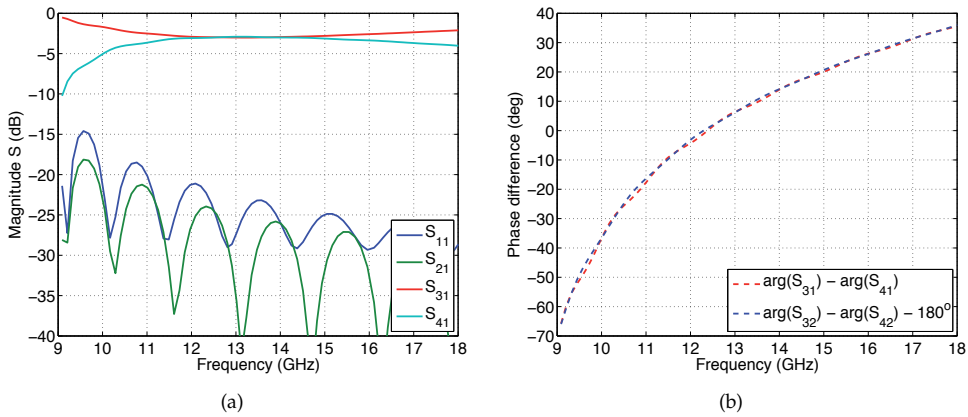 0
−5
−10
−15
−20
−25
−30
−35
−40
Magnitude S (dB)
9 10 11 12 13 14 15 16 17 18
Frequency (GHz)
S11
S21
S31
S41
(a)
40
30
20
10
0
−10
−20
−30
−40
−50
−60
−70
Phase difference (deg)
9 10 11 12 13 14 15 16 17 18
Frequency (GHz)
arg(S31) − arg(S41)
arg(S32) − arg(S42) − 180º
(b)